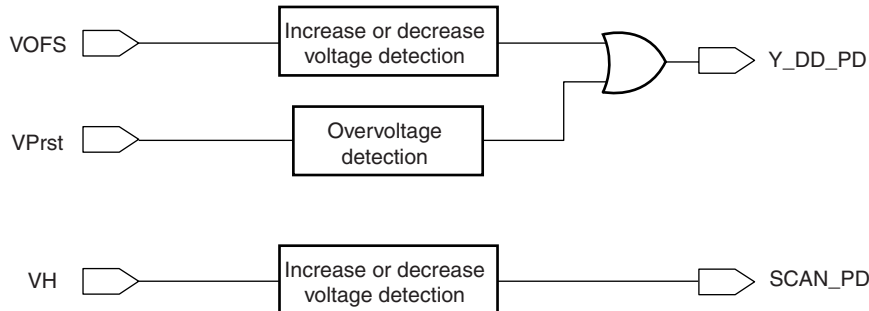 VOFS
Increase or decrease
voltage detection
Y_DD_PD
VPrst
Overvoltage
detection
VH
Increase or decrease
voltage detection
SCAN_PD